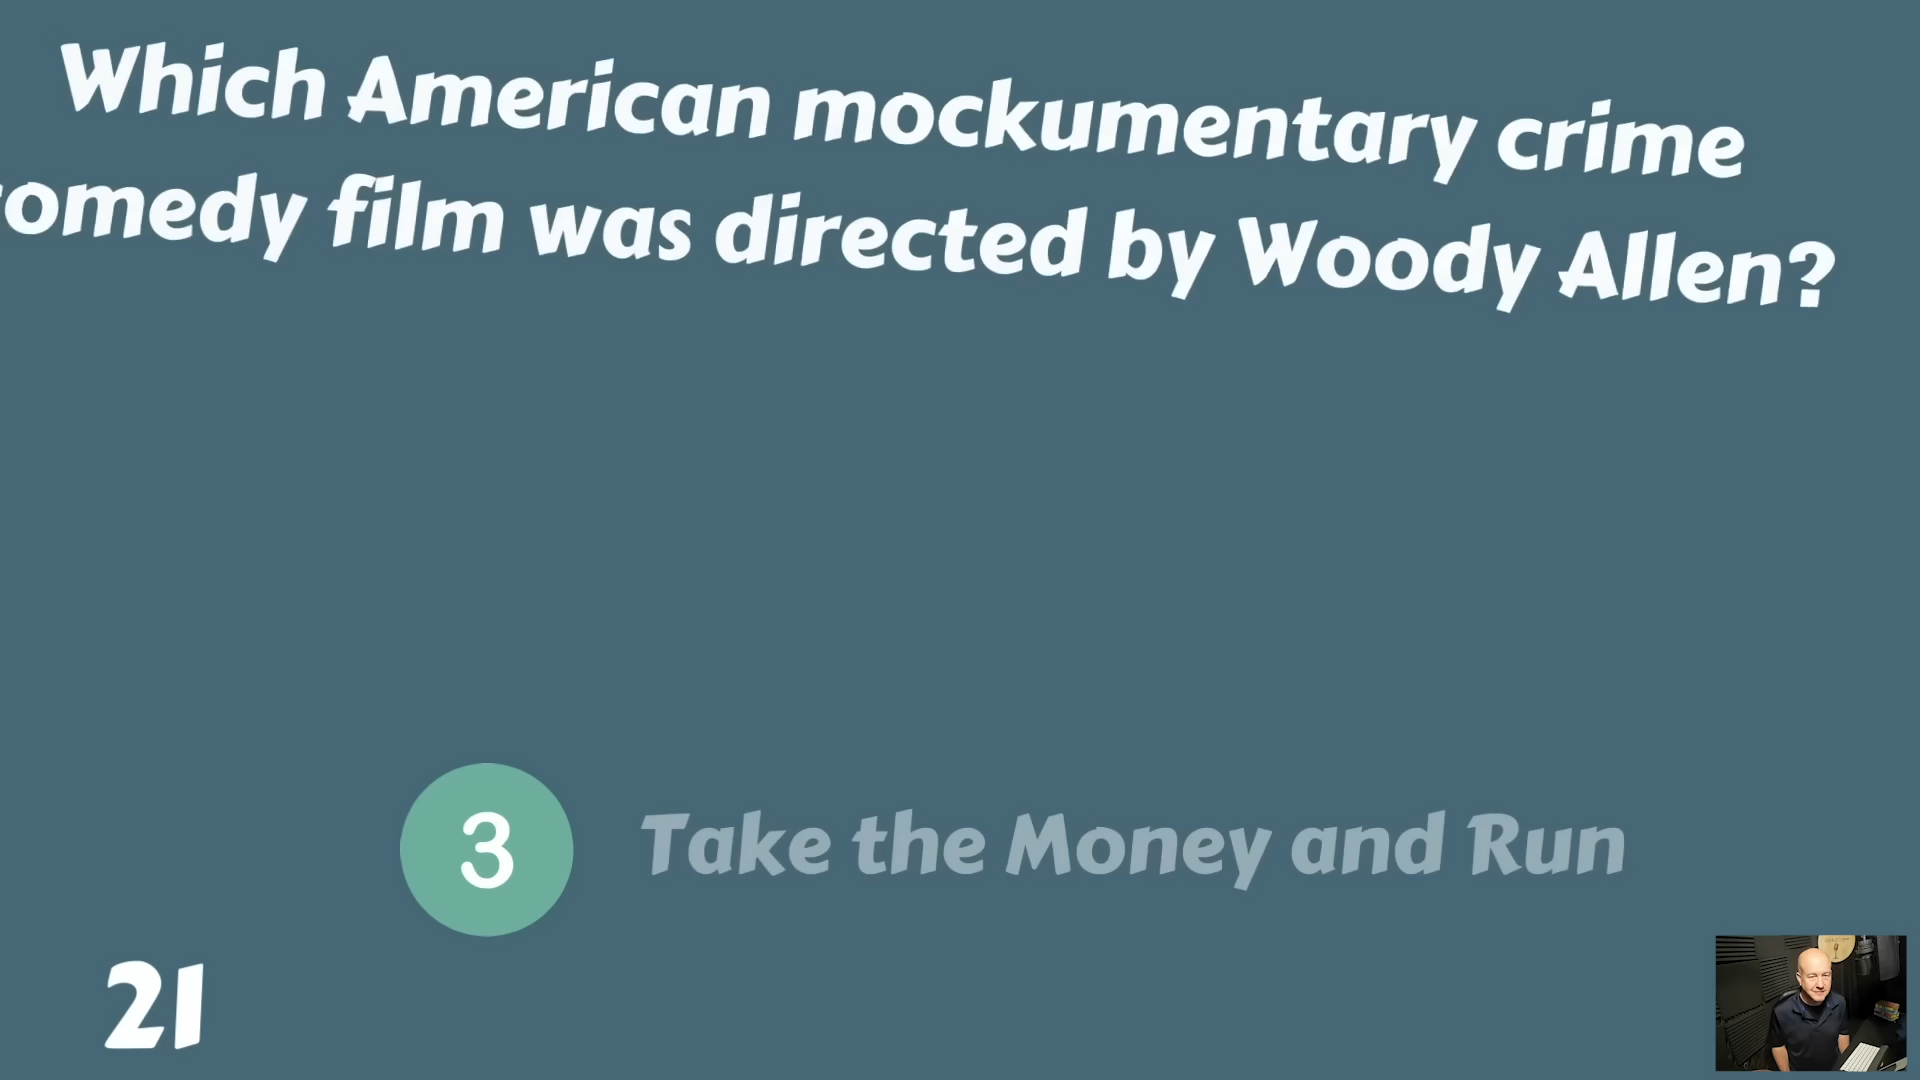 Which American mockumentary crime
omedy film was directed by Woody Allen?
3 Take the Money and Run
21